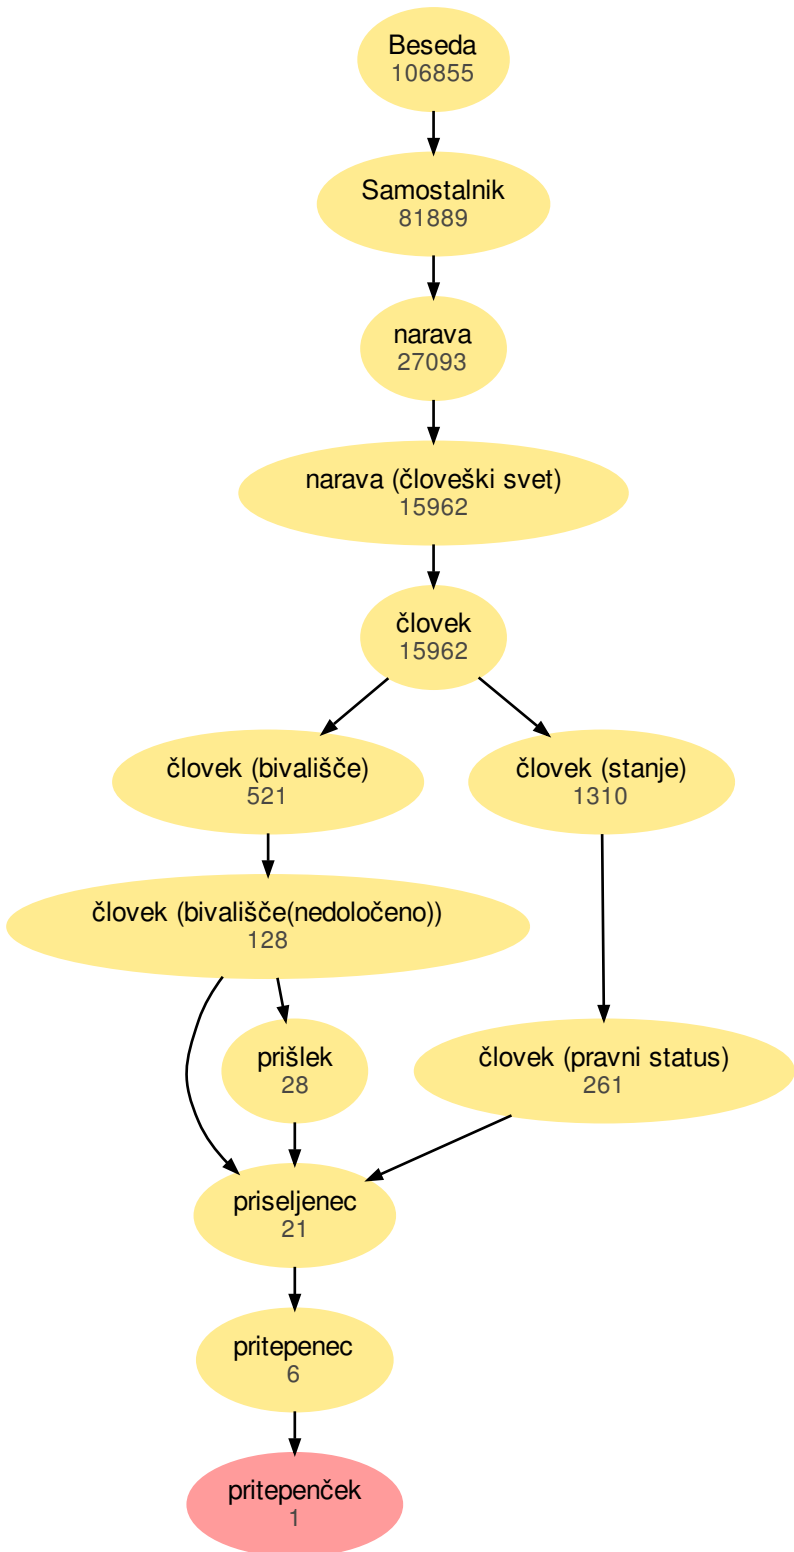 Beseda
106855
Samostalnik
81889
narava
27093
narava (človeški svet)
15962
človek
15962
človek (bivališče)
521
človek (stanje)
1310
človek (bivališče(nedoločeno))
128
prišlek
28
človek (pravni status)
261
priseljenec
21
pritepenec
6
pritepenček
1